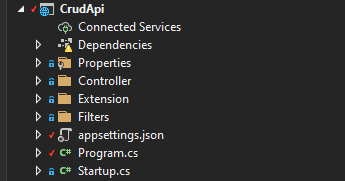 CrudApi
Connected Services
Dependencies
Properties
Controller
Extension
Filters
appsettings.json
C# Program.cs
C# Startup.cs